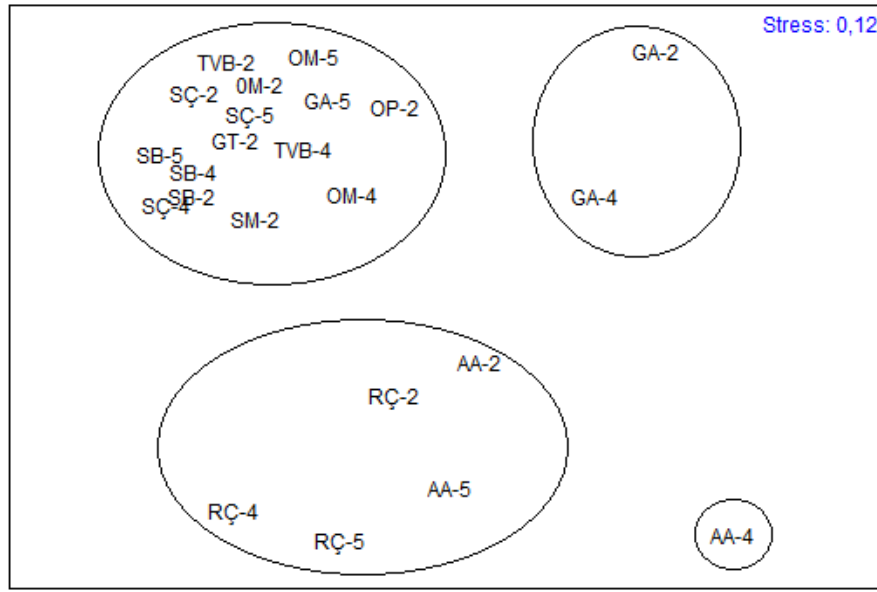 Stress: 0,12
TVB-2
OM-5
GA-2
0M-2
SÇ-2
GA-5
OP-2
SÇ-5
GT-2
TVB-4
SB-5
SB-4
SB-2
SÇ-4
OM-4
GA-4
SM-2
AA-2
RÇ-2
AA-5
RÇ-4
RÇ-5
AA-4